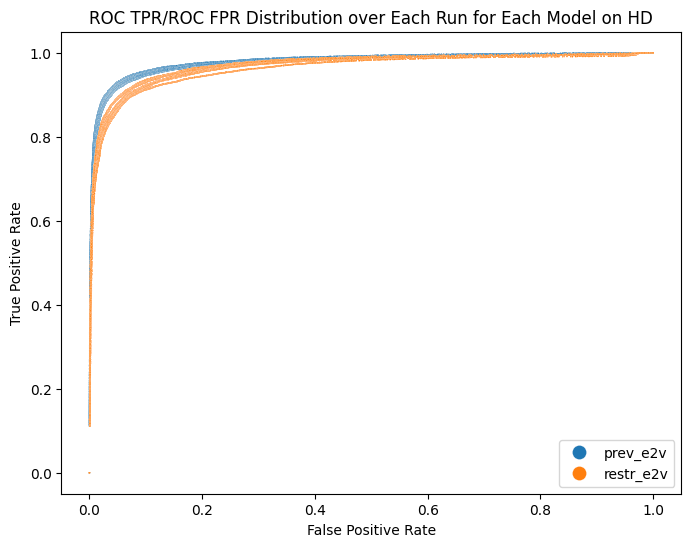 ROC TPR/ROC FPR Distribution over Each Run for Each Model on HD
True Positive Rate
1.0
0.8
0.6
0.4
0.2
0.0
0.0 0.2 0.4 0.6 0.8 1.0
False Positive Rate
prev_e2v
restr_e2v